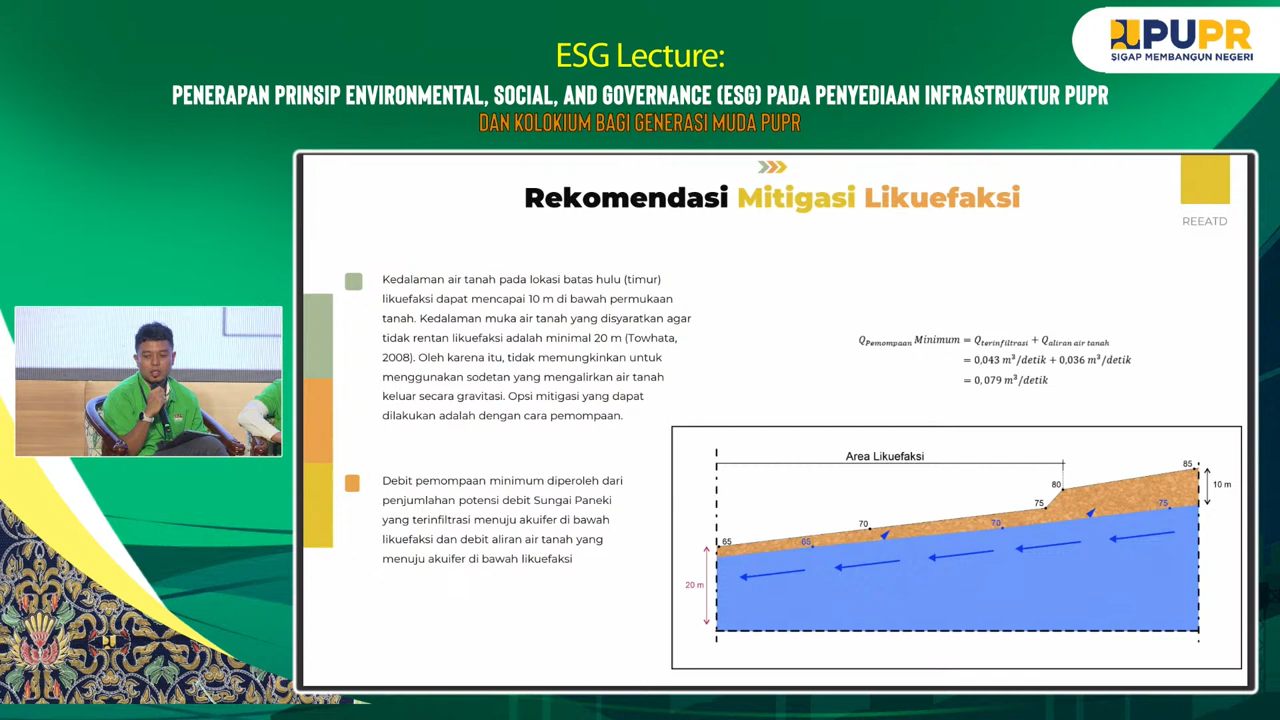 PUPR
SIGAP MEMBANGUN NEGERI
ESG Lecture:
PENERAPAN PRINSIP ENVIRONMENTAL, SOCIAL, AND GOVERNANCE (ESG) PADA PENYEDIAAN INFRASTRUKTUR PUPR
DAN KOLOKIUM BAGI GENERASI MUDA PUPR
Rekomendasi Mitigasi Likuefaksi
REEATD
Kedalaman air tanah pada lokasi batas hulu (timur)
likuefaksi dapat mencapai 10 m di bawah permukaan
tanah. Kedalaman muka air tanah yang disyaratkan agar
tidak rentan likuefaksi adalah minimal 20 m (Towhata,
2008). Oleh karena itu, tidak memungkinkan untuk
menggunakan sodetan yang mengalirkan air tanah
keluar secara gravitasi. Opsi mitigasi yang dapat
dilakukan adalah dengan cara pemompaan.
Debit pemompaan minimum diperoleh dari
penjumlahan potensi debit Sungai Paneki
yang terinfiltrasi menuju akuifer di bawah
likuefaksi dan debit aliran air tanah yang
menuju akuifer di bawah likuefaksi
Q_Pemompaan Minimum = Q_terinfiltrasi + Q_aliran air tanah
= 0,043 m³/detik + 0,036 m³/detik
= 0,079 m³/detik
Area Likuefaksi
85
80
10 m
75
75
70
70
65
65
20 m